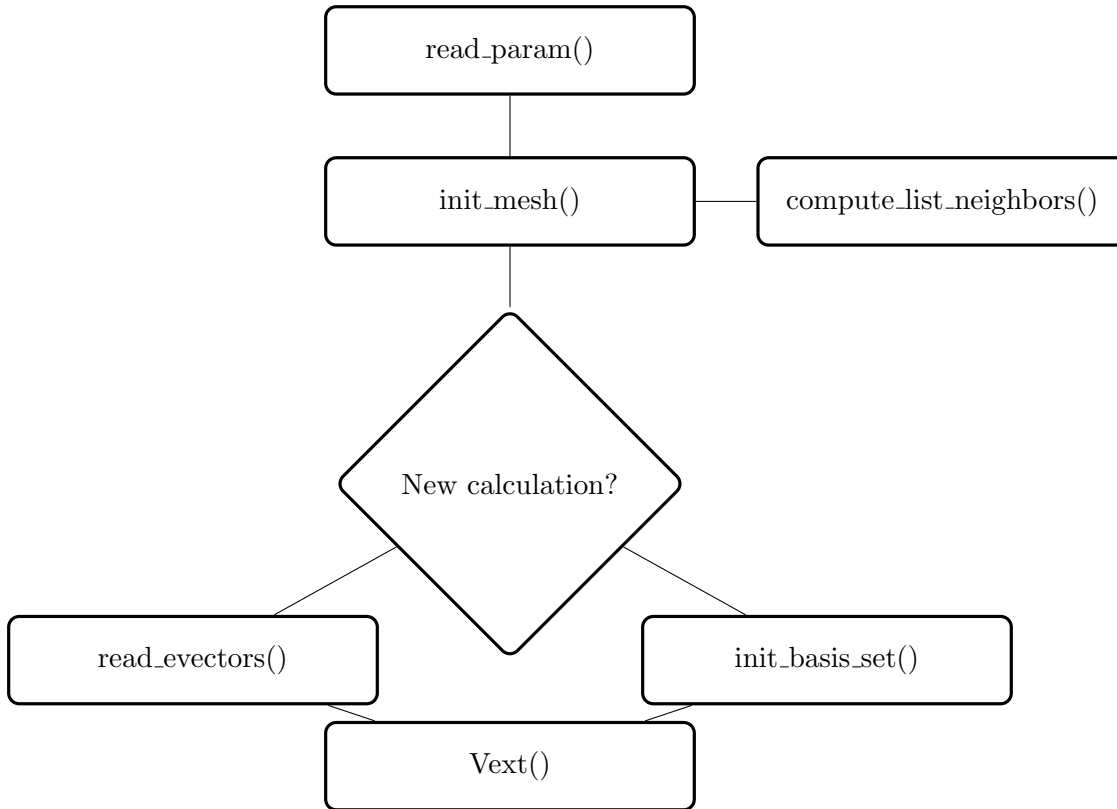 read_param()
init_mesh()
compute_list_neighbors()
New calculation?
read_evectors()
init_basis_set()
Vext()